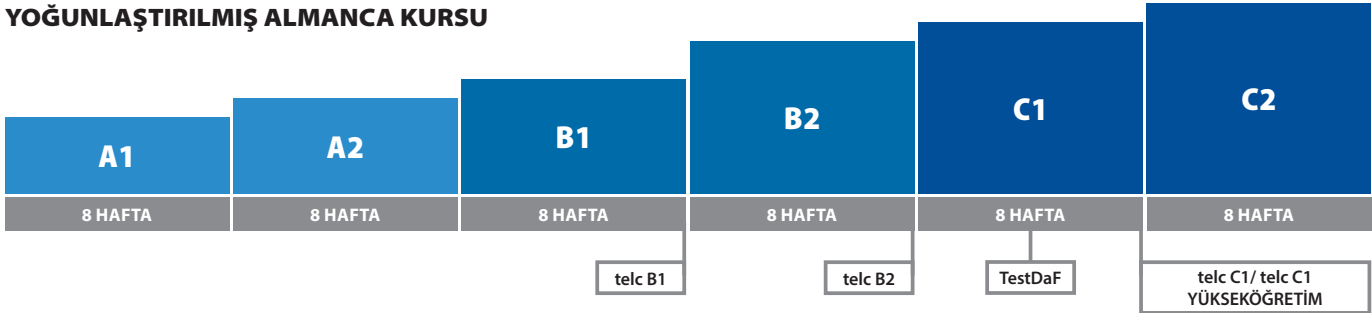 YOĞUNLAŞTIRILMIŞ ALMANCA KURSU
A1
A2
B1
B2
C1
C2
8 HAFTA
8 HAFTA
8 HAFTA
8 HAFTA
8 HAFTA
8 HAFTA
telc B1
telc B2
TestDaF
telc C1/ telc C1
YÜKSEKÖĞRETİM